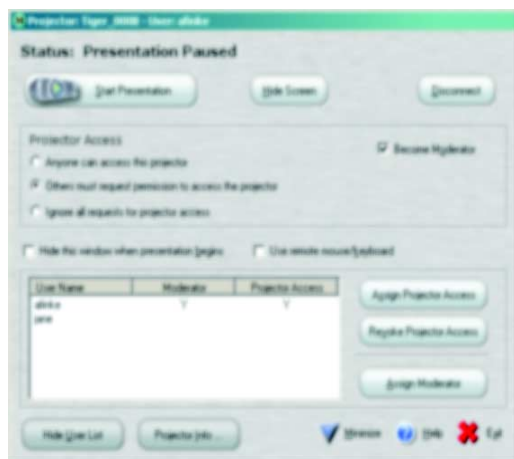 Projector: Tiger_0000 - User: alinke
Status: Presentation Paused
Start Presentation
Hide Screen
Disconnect
Projector Access
Become Moderator
Anyone can access this projector
Others must request permission to access the projector
Ignore all requests for projector access
Hide this window when presentation begins
Use remote mouse/keyboard
User Name Moderator Projector Access
alinke Y Y
jane
Assign Projector Access
Revoke Projector Access
Assign Moderator
Hide User List
Projector Info ...
Minimize
Help
Exit